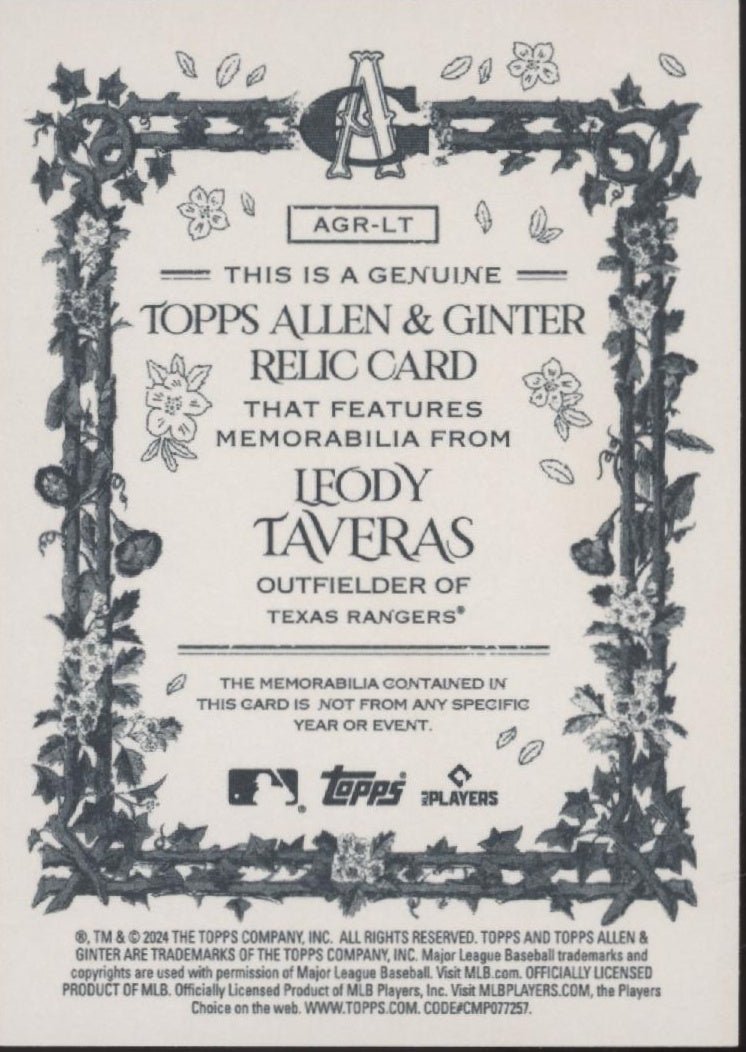 AG
AGR-LT
THIS IS A GENUINE
TOPPS ALLEN & GINTER
RELIC CARD
THAT FEATURES
MEMORABILIA FROM
LEODY
TAVERAS
OUTFIELDER OF
TEXAS RANGERS®
THE MEMORABILIA CONTAINED IN
THIS CARD IS NOT FROM ANY SPECIFIC
YEAR OR EVENT.
® topps® MLB PLAYERS
®, TM & © 2024 THE TOPPS COMPANY, INC. ALL RIGHTS RESERVED. TOPPS AND TOPPS ALLEN &
GINTER ARE TRADEMARKS OF THE TOPPS COMPANY, INC. Major League Baseball trademarks and
copyrights are used with permission of Major League Baseball. Visit MLB.com. OFFICIALLY LICENSED
PRODUCT OF MLB. Officially Licensed Product of MLB Players, Inc. Visit MLBPLAYERS.COM, the Players
Choice on the web. WWW.TOPPS.COM. CODE#CMP077257.